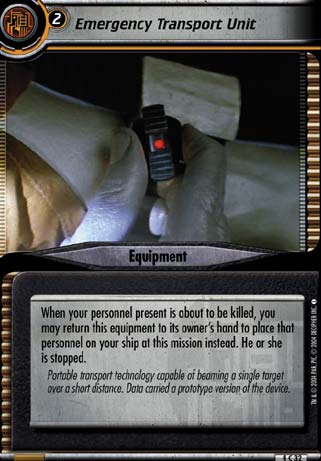 2 Emergency Transport Unit
Equipment
When your personnel present is about to be killed, you
may return this equipment to its owner's hand to place that
personnel on your ship at this mission instead. He or she
is stopped.
Portable transport technology capable of beaming a single target
over a short distance. Data carried a prototype version of the device.
TM & © 2004 PAR. PIC. © 2004 DECIPHER INC.
4 C 32